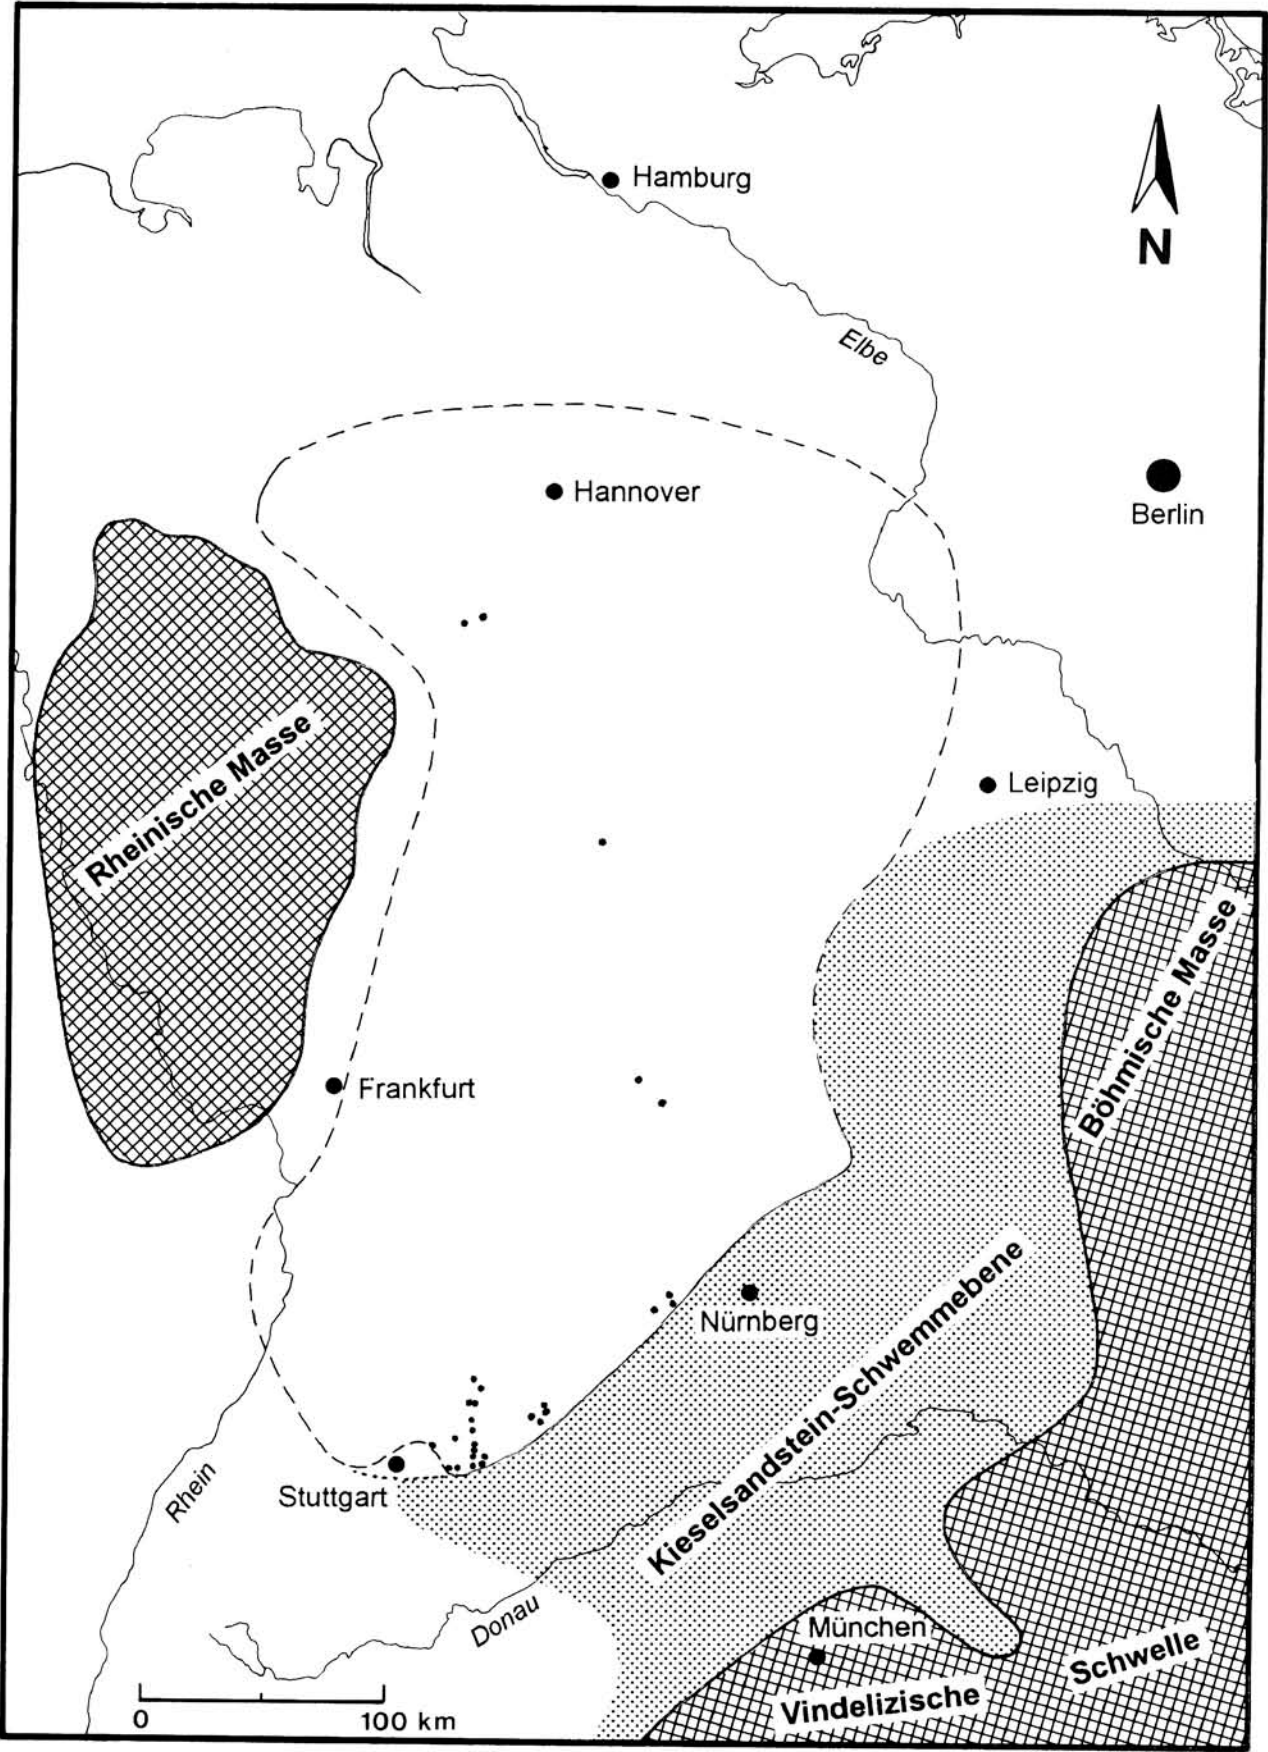 Hamburg
N
Elbe
Hannover
Berlin
Rheinische Masse
Leipzig
Böhmische Masse
Frankfurt
Nürnberg
Kieselsandstein-Schwemmebene
Stuttgart
Rhein
Donau
München
Schwelle
Vindelizische
0 100 km